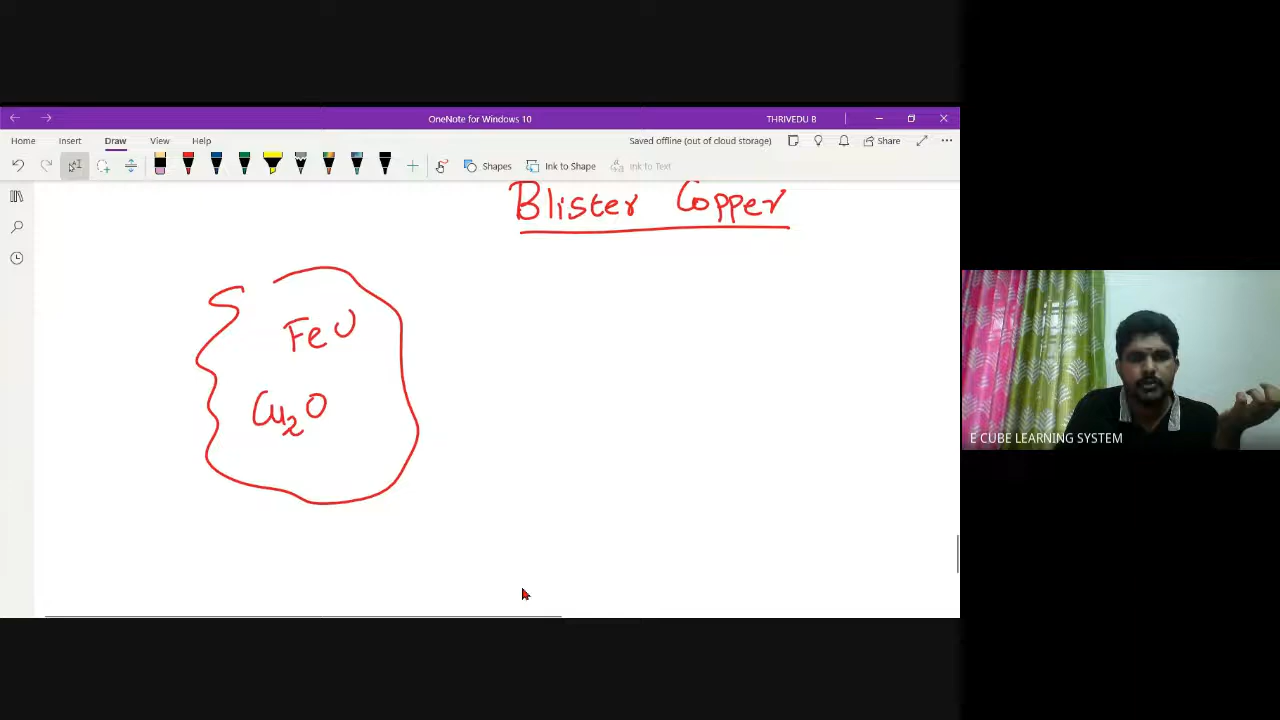 OneNote for Windows 10
THRIVEDU B
Home Insert Draw View Help
Saved offline (out of cloud storage)
Share
Shapes
Ink to Shape
Ink to Text
Blister Copper
FeO
Cu2O
E CUBE LEARNING SYSTEM